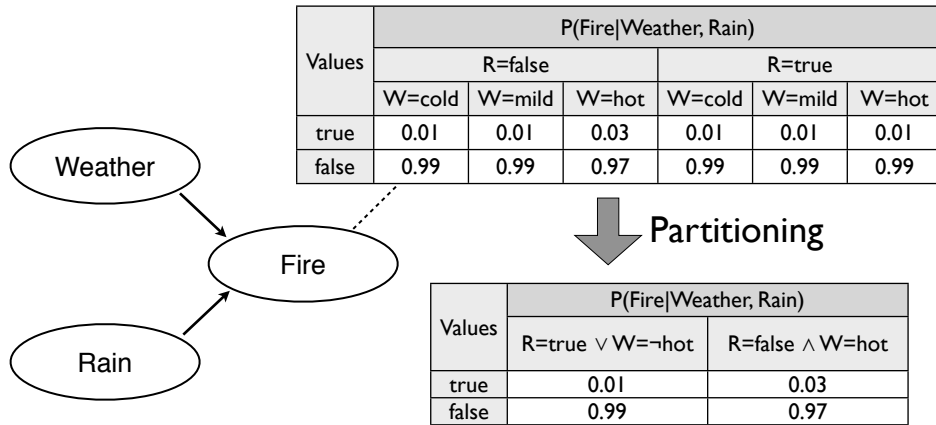 P(Fire|Weather, Rain)
Values
R=false R=true
W=cold W=mild W=hot W=cold W=mild W=hot
true 0.01 0.01 0.03 0.01 0.01 0.01
false 0.99 0.99 0.97 0.99 0.99 0.99
Weather
Partitioning
Fire
P(Fire|Weather, Rain)
Values
R=true ∨ W=¬hot R=false ∧ W=hot
Rain
true 0.01 0.03
false 0.99 0.97